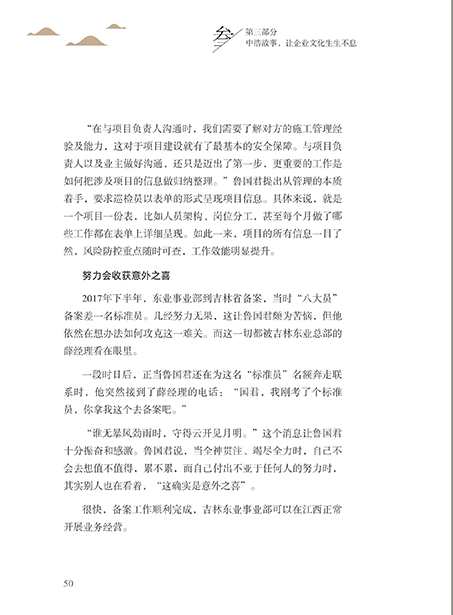 叁
第三部分
中浩故事，让企业文化生生不息
“在与项目负责人沟通时，我们需要了解对方的施工管理经
验及能力，这对于项目建设就有了最基本的安全保障。与项目负
责人以及业主做好沟通，还只是迈出了第一步，更重要的工作是
如何把涉及项目的信息做归纳整理。”鲁国君提出从管理的本质
着手，要求巡检员以表单的形式呈现项目信息。具体来说，就是
一个项目一份表，比如人员架构、岗位分工，甚至每个月做了哪
些工作都在表单上详细呈现。如此一来，项目的所有信息一目了
然，风险防控重点随时可查，工作效能明显提升。
努力会收获意外之喜
2017年下半年，东业事业部到吉林省备案，当时“八大员”
备案差一名标准员。几经努力无果，这让鲁国君颇为苦恼，但他
依然在想办法如何攻克这一难关。而这一切都被吉林东业总部的
薛经理看在眼里。
一段时日后，正当鲁国君还在为这名“标准员”名额奔走联
系时，他突然接到了薛经理的电话：“国君，我刚考了个标准
员，你拿我这个去备案吧。”
“谁无暴风劲雨时，守得云开见月明。”这个消息让鲁国君
十分振奋和感激。鲁国君说，当全神贯注、竭尽全力时，自己不
会去想值不值得，累不累，而自己付出不亚于任何人的努力时，
其实别人也在看着，“这确实是意外之喜”。
很快，备案工作顺利完成，吉林东业事业部可以在江西正常
开展业务经营。
50